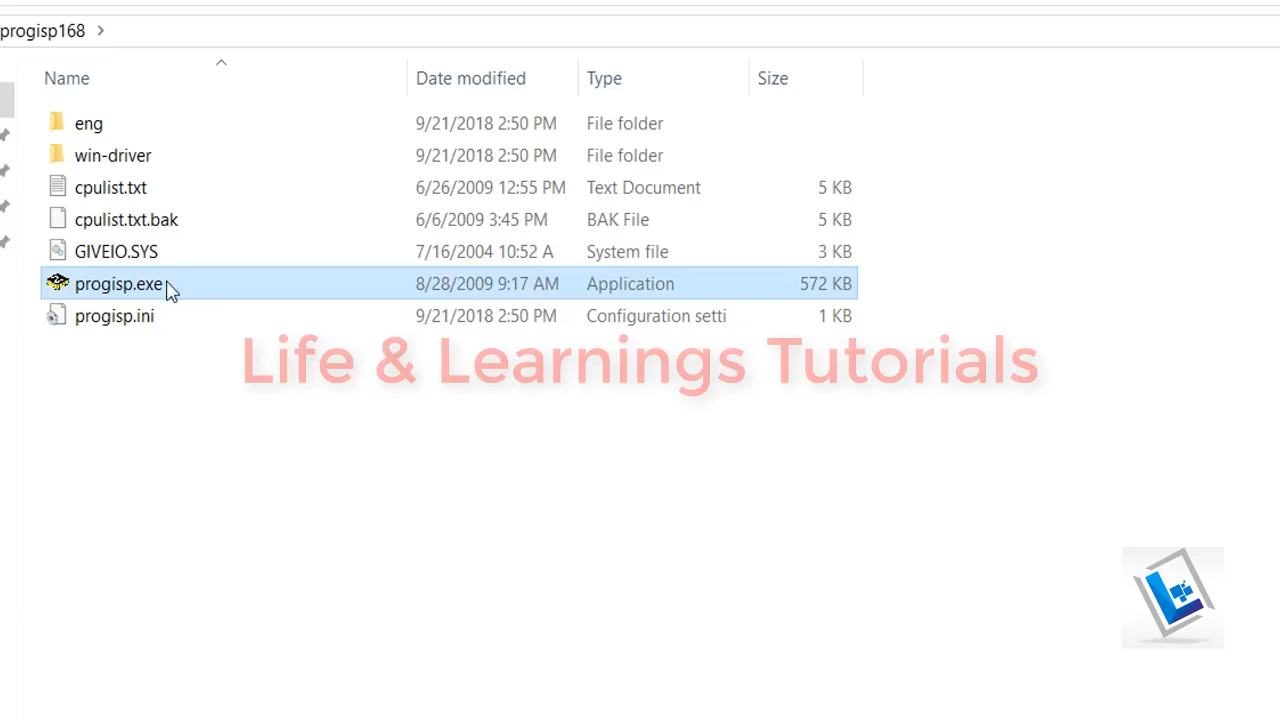 progisp168
Name Date modified Type Size
eng 9/21/2018 2:50 PM File folder
win-driver 9/21/2018 2:50 PM File folder
cpulist.txt 6/26/2009 12:55 PM Text Document 5 KB
cpulist.txt.bak 6/6/2009 3:45 PM BAK File 5 KB
GIVEIO.SYS 7/16/2004 10:52 A System file 3 KB
progisp.exe 8/28/2009 9:17 AM Application 572 KB
progisp.ini 9/21/2018 2:50 PM Configuration setti 1 KB
Life & Learnings Tutorials